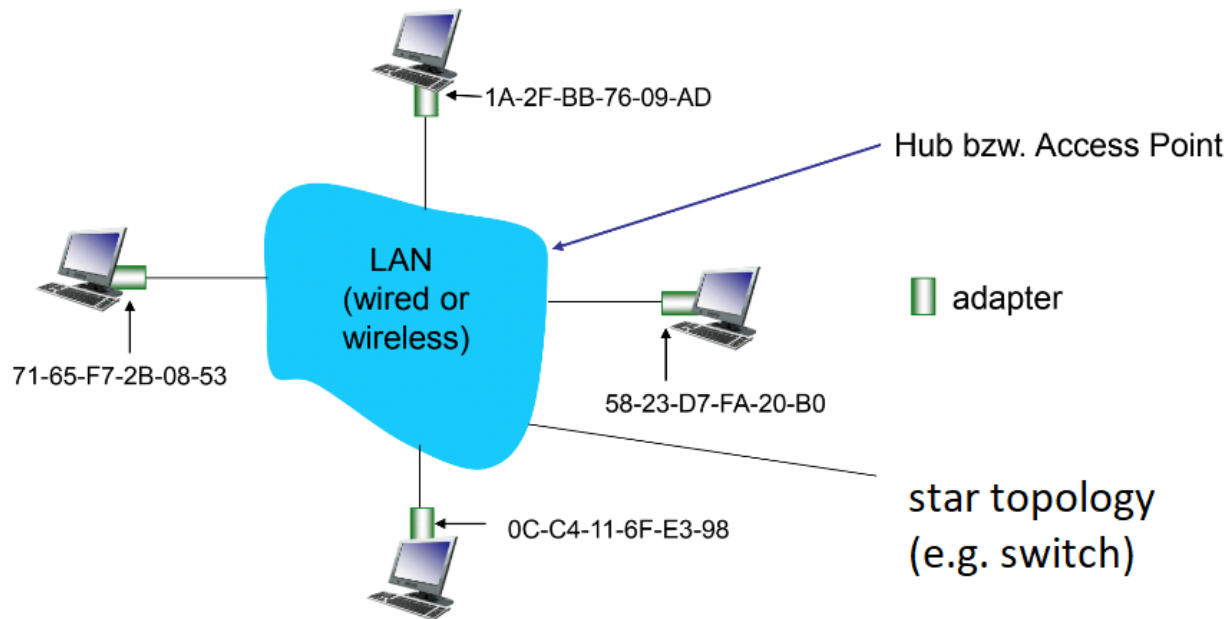 1A-2F-BB-76-09-AD
Hub bzw. Access Point
LAN
(wired or
wireless)
adapter
71-65-F7-2B-08-53
58-23-D7-FA-20-B0
star topology
(e.g. switch)
0C-C4-11-6F-E3-98